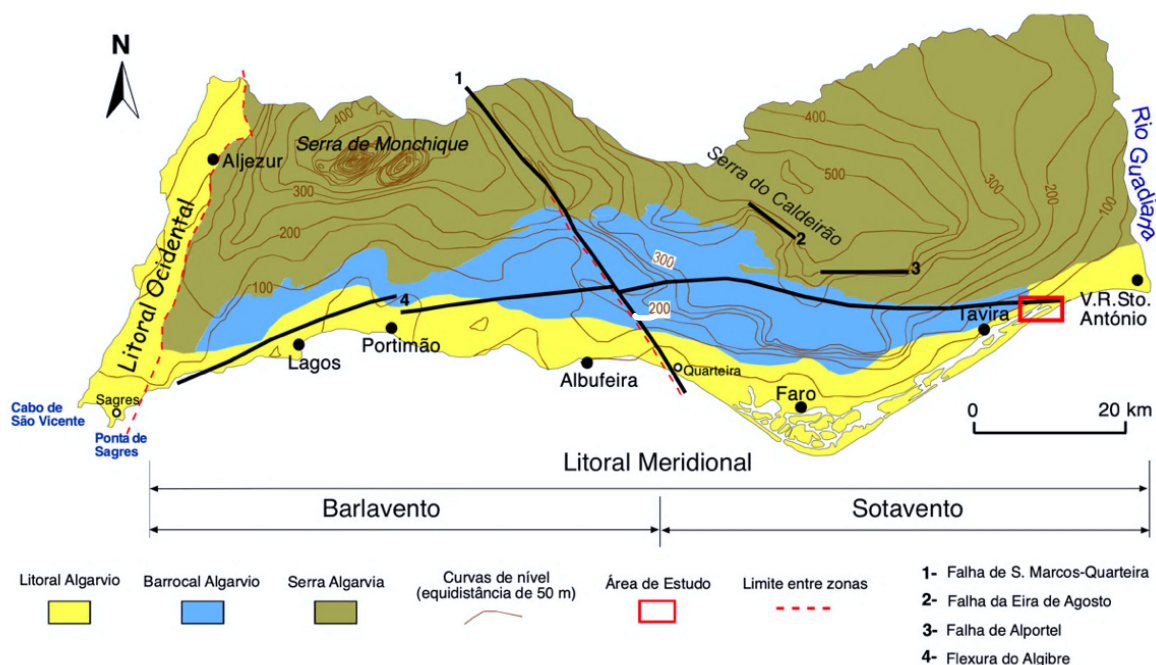 N
1
400
Serra de Monchique
Aljezur
300
200
100
Litoral Ocidental
Serra do Caldeirão
2
3
400
500
300
200
100
Rio Guadiana
300
200
4
Tavira
V.R.Sto.
António
Lagos
Portimão
Albufeira
Quarteira
Faro
Sagres
Cabo de
São Vicente
Ponta de
Sagres
0 20 km
Litoral Meridional
Barlavento
Sotavento
Litoral Algarvio
Barrocal Algarvio
Serra Algarvia
Curvas de nível
(equidistância de 50 m)
Área de Estudo
Limite entre zonas
1- Falha de S. Marcos-Quarteira
2- Falha da Eira de Agosto
3- Falha de Alportel
4- Flexura do Algibre